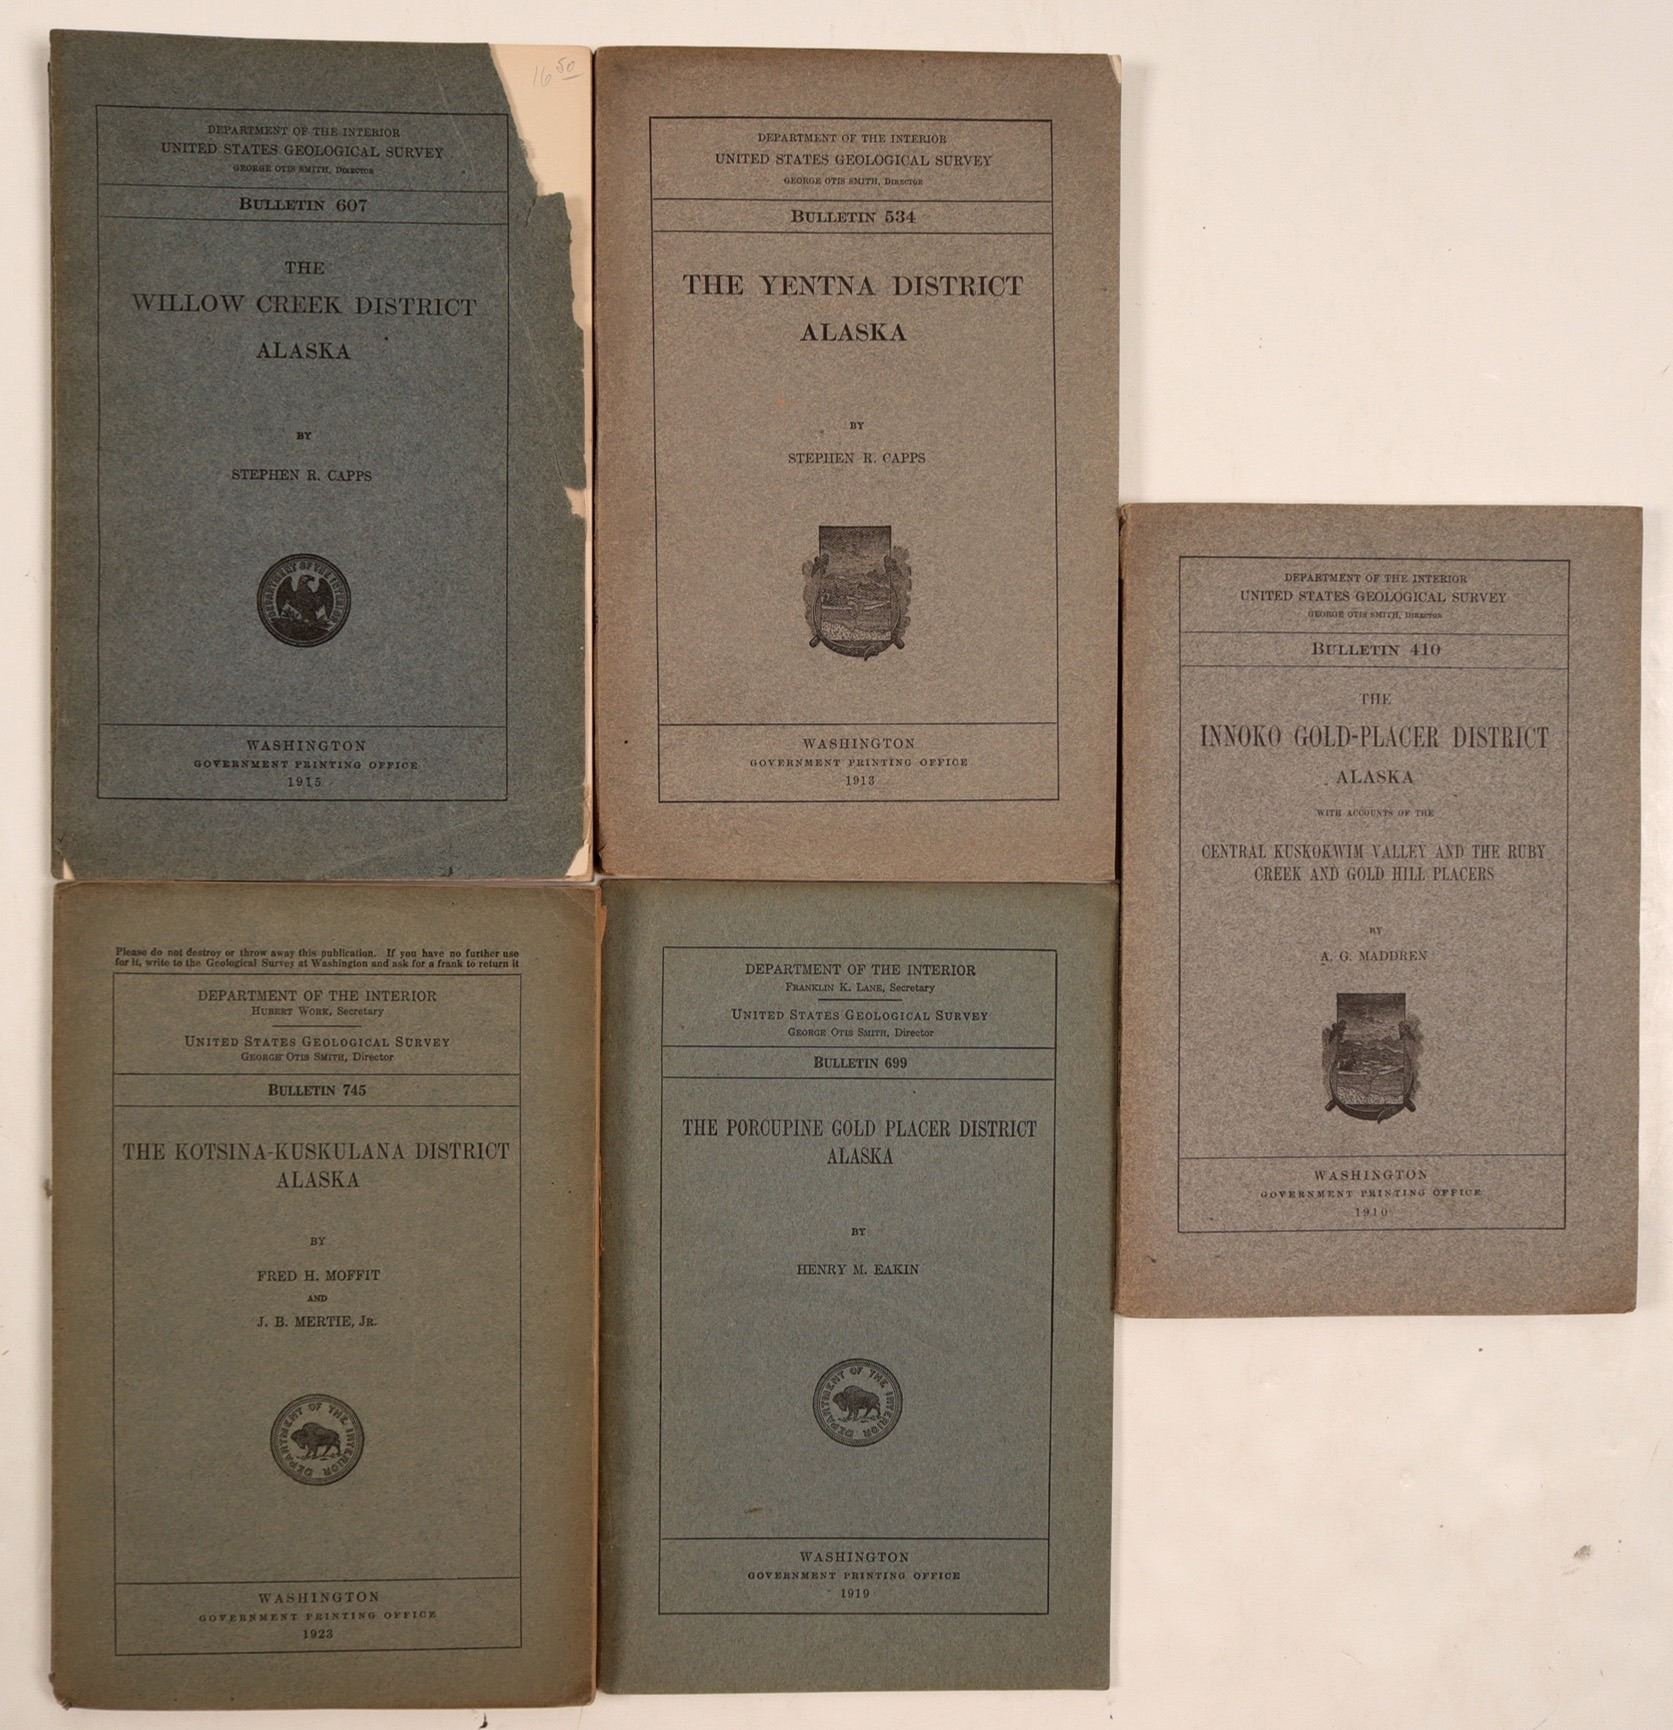 16 50
DEPARTMENT OF THE INTERIOR
UNITED STATES GEOLOGICAL SURVEY
GEORGE OTIS SMITH, DIRECTOR
BULLETIN 607
THE
WILLOW CREEK DISTRICT
ALASKA
BY
STEPHEN R. CAPPS
DEPARTMENT OF THE INTERIOR
WASHINGTON
GOVERNMENT PRINTING OFFICE
1915
DEPARTMENT OF THE INTERIOR
UNITED STATES GEOLOGICAL SURVEY
GEORGE OTIS SMITH, DIRECTOR
BULLETIN 534
THE YENTNA DISTRICT
ALASKA
BY
STEPHEN R. CAPPS
WASHINGTON
GOVERNMENT PRINTING OFFICE
1913
DEPARTMENT OF THE INTERIOR
UNITED STATES GEOLOGICAL SURVEY
GEORGE OTIS SMITH, DIRECTOR
BULLETIN 410
THE
INNOKO GOLD-PLACER DISTRICT
ALASKA
WITH ACCOUNTS OF THE
CENTRAL KUSKOKWIM VALLEY AND THE RUBY
CREEK AND GOLD HILL PLACERS
BY
A. G. MADDREN
WASHINGTON
GOVERNMENT PRINTING OFFICE
1910
Please do not destroy or throw away this publication. If you have no further use
for it, write to the Geological Survey at Washington and ask for a frank to return it
DEPARTMENT OF THE INTERIOR
HUBERT WORK, Secretary
UNITED STATES GEOLOGICAL SURVEY
GEORGE OTIS SMITH, Director
BULLETIN 745
THE KOTSINA-KUSKULANA DISTRICT
ALASKA
BY
FRED H. MOFFIT
AND
J. B. MERTIE, JR.
DEPARTMENT OF THE INTERIOR
WASHINGTON
GOVERNMENT PRINTING OFFICE
1923
DEPARTMENT OF THE INTERIOR
FRANKLIN K. LANE, Secretary
UNITED STATES GEOLOGICAL SURVEY
GEORGE OTIS SMITH, Director
BULLETIN 699
THE PORCUPINE GOLD PLACER DISTRICT
ALASKA
BY
HENRY M. EAKIN
DEPARTMENT OF THE INTERIOR
WASHINGTON
GOVERNMENT PRINTING OFFICE
1919